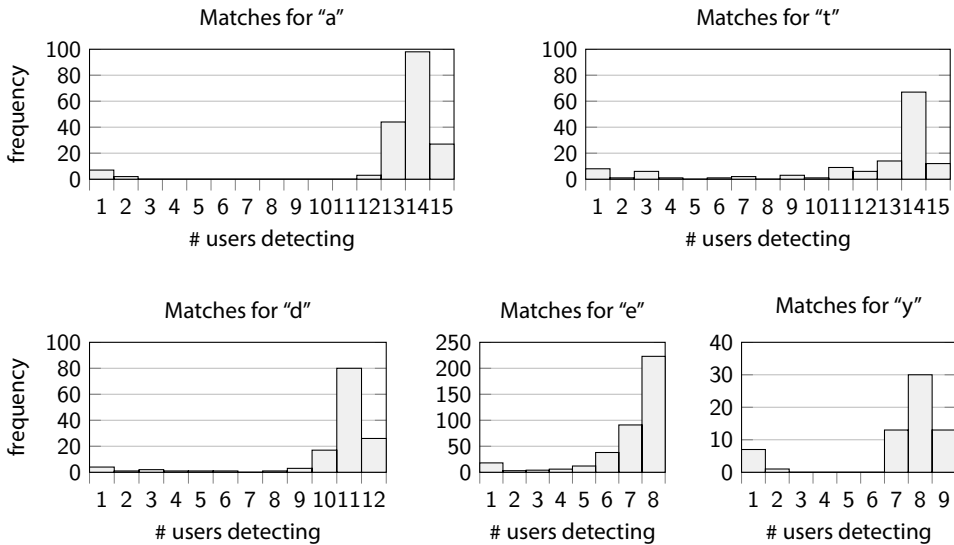 Matches for “a”
100
80
60
40
20
0
frequency
1 2 3 4 5 6 7 8 9 10 11 12 13 14 15
# users detecting
Matches for “t”
100
80
60
40
20
0
1 2 3 4 5 6 7 8 9 10 11 12 13 14 15
# users detecting
Matches for “d”
100
80
60
40
20
0
frequency
1 2 3 4 5 6 7 8 9 10 11 12
# users detecting
Matches for “e”
250
200
150
100
50
0
1 2 3 4 5 6 7 8
# users detecting
Matches for “y”
40
30
20
10
0
1 2 3 4 5 6 7 8 9
# users detecting